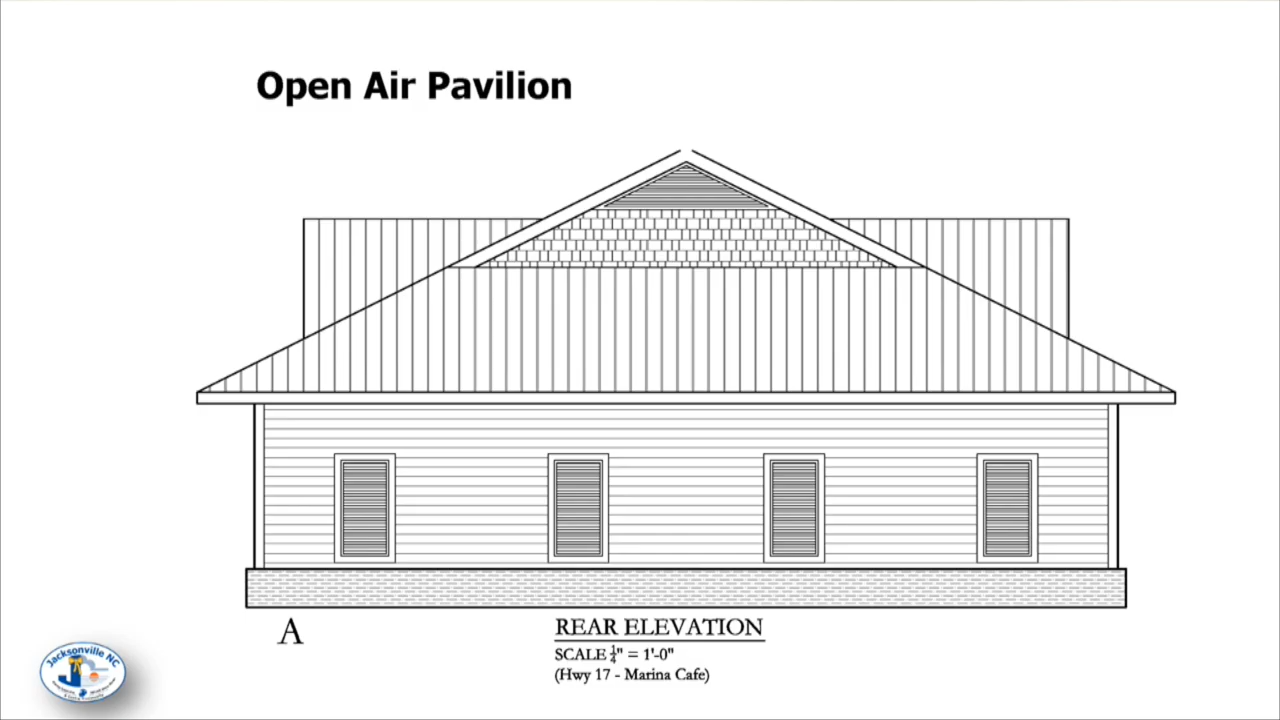 Open Air Pavilion
A
REAR ELEVATION
SCALE ¼" = 1'-0"
(Hwy 17 - Marina Cafe)
Jacksonville NC